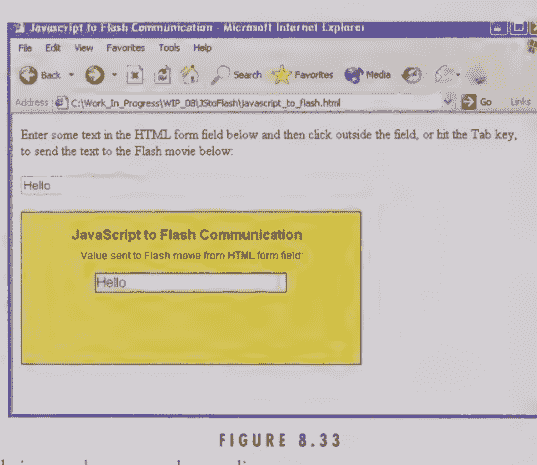 Javascript to Flash Communication - Microsoft Internet Explorer
File Edit View Favorites Tools Help
Back Search Favorites Media
Address C:\Work_In_Progress\WIP_08\JStoFlash\javascript_to_flash.html Go Links
Enter some text in the HTML form field below and then click outside the field, or hit the Tab key,
to send the text to the Flash movie below:
Hello
JavaScript to Flash Communication
Value sent to Flash movie from HTML form field
Hello
FIGURE 8.33